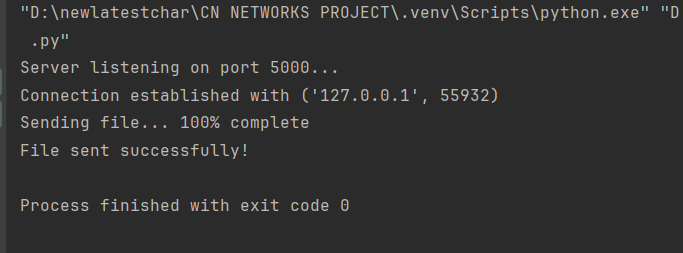 "D:\newlatestchar\CN NETWORKS PROJECT\.venv\Scripts\python.exe" "D
.py"
Server listening on port 5000...
Connection established with ('127.0.0.1', 55932)
Sending file... 100% complete
File sent successfully!
Process finished with exit code 0